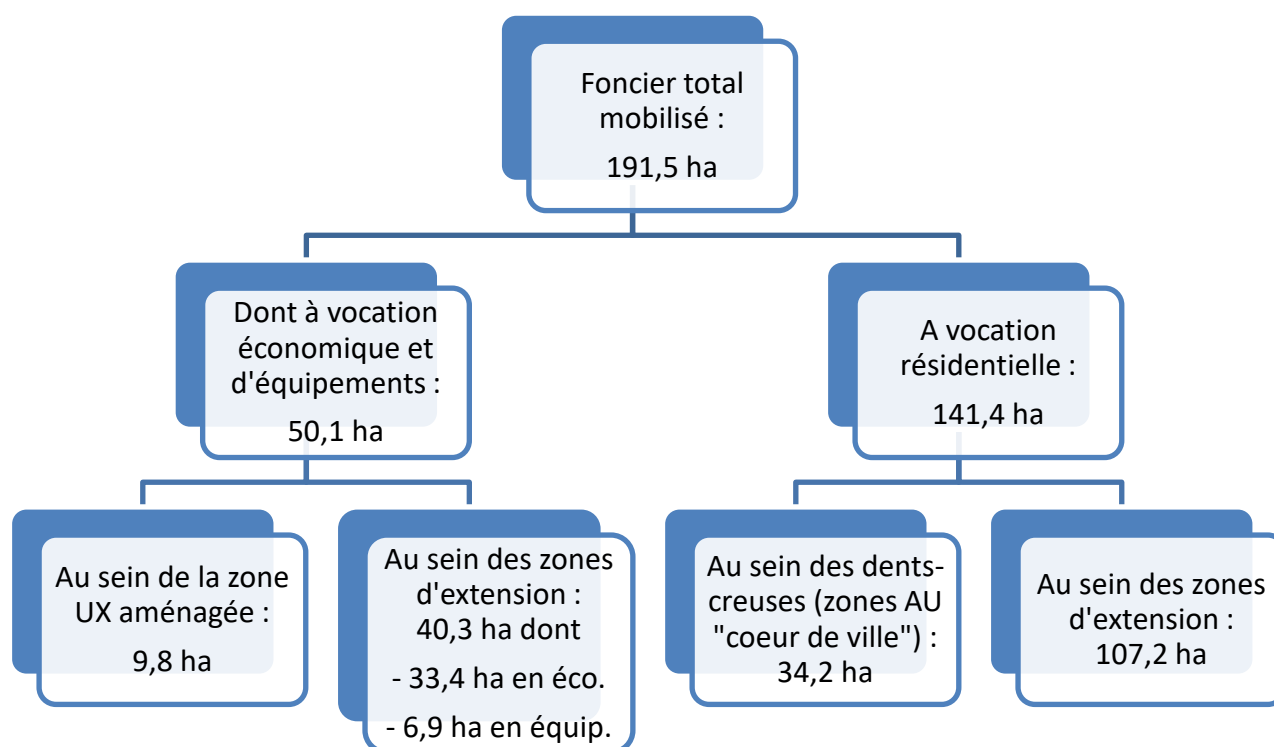 Foncier total
mobilisé :
191,5 ha
Dont à vocation
économique et
d'équipements :
50,1 ha
A vocation
résidentielle :
141,4 ha
Au sein de la zone
UX aménagée :
9,8 ha
Au sein des zones
d'extension :
40,3 ha dont
- 33,4 ha en éco.
- 6,9 ha en équip.
Au sein des dents-
creuses (zones AU
"coeur de ville") :
34,2 ha
Au sein des zones
d'extension :
107,2 ha